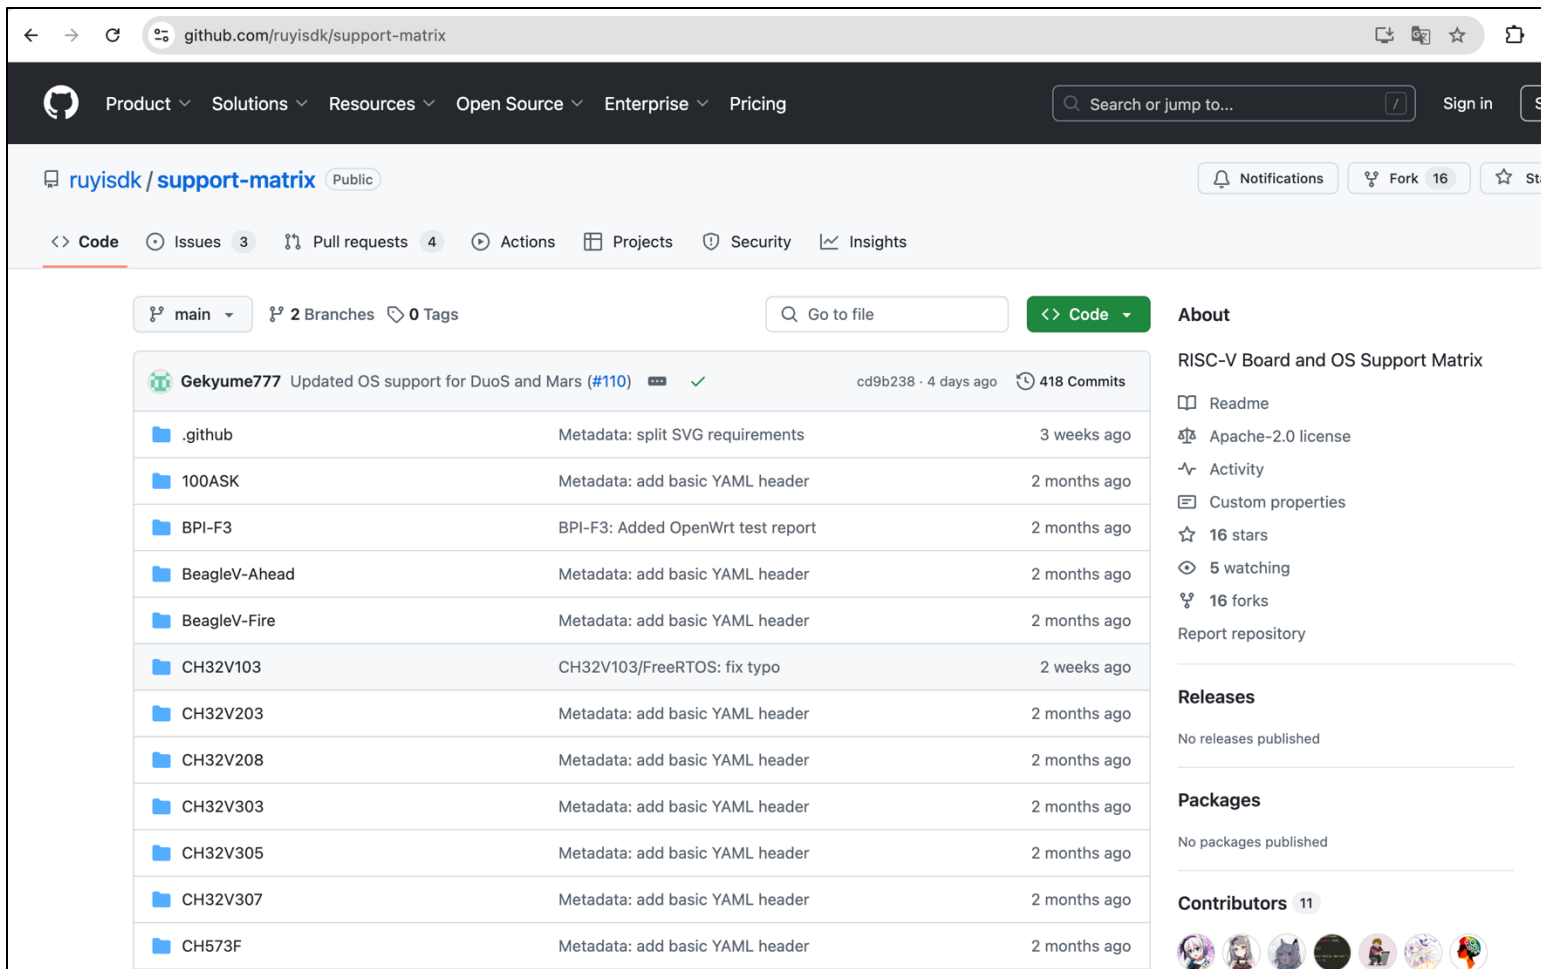 github.com/ruyisdk/support-matrix
Product Solutions Resources Open Source Enterprise Pricing Search or jump to... / Sign in
ruyisdk / support-matrix Public Notifications Fork 16
Code Issues 3 Pull requests 4 Actions Projects Security Insights
main 2 Branches 0 Tags Go to file Code
Gekyume777 Updated OS support for DuoS and Mars (#110) cd9b238 · 4 days ago 418 Commits
.github Metadata: split SVG requirements 3 weeks ago
100ASK Metadata: add basic YAML header 2 months ago
BPI-F3 BPI-F3: Added OpenWrt test report 2 months ago
BeagleV-Ahead Metadata: add basic YAML header 2 months ago
BeagleV-Fire Metadata: add basic YAML header 2 months ago
CH32V103 CH32V103/FreeRTOS: fix typo 2 weeks ago
CH32V203 Metadata: add basic YAML header 2 months ago
CH32V208 Metadata: add basic YAML header 2 months ago
CH32V303 Metadata: add basic YAML header 2 months ago
CH32V305 Metadata: add basic YAML header 2 months ago
CH32V307 Metadata: add basic YAML header 2 months ago
CH573F Metadata: add basic YAML header 2 months ago
About
RISC-V Board and OS Support Matrix
Readme
Apache-2.0 license
Activity
Custom properties
16 stars
5 watching
16 forks
Report repository
Releases
No releases published
Packages
No packages published
Contributors 11